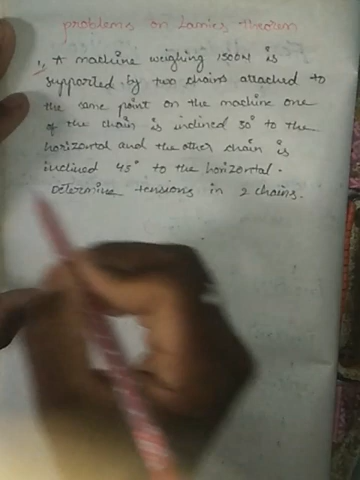 problems on Lamies Theorem
1, A machine weighing 1500N is
supported by two chains attached to
the same point on the machine one
of the chain is inclined 30° to the
horizontal and the other chain is
inclined 45° to the horizontal.
Determine tensions in 2 chains.